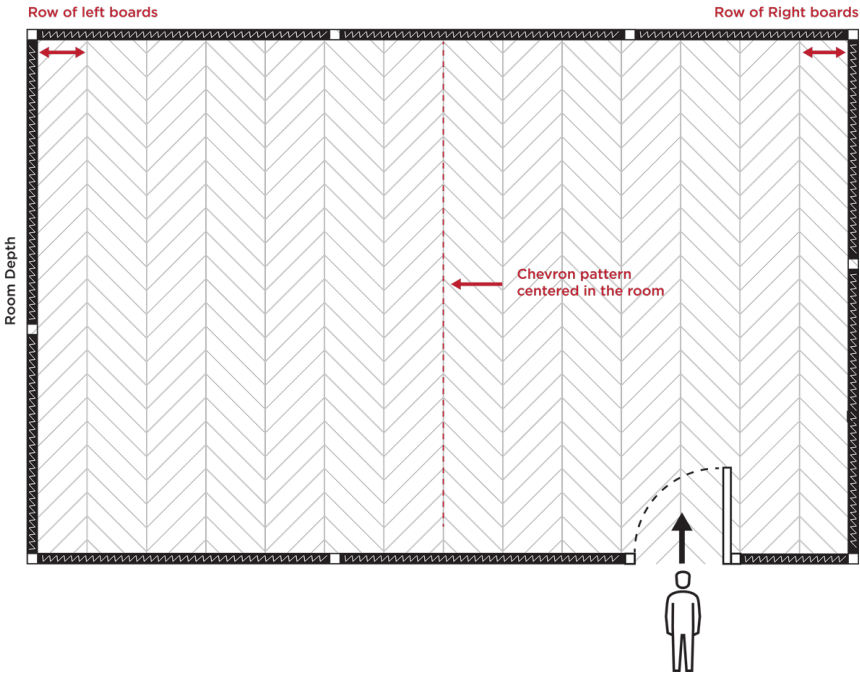 Row of left boards
Row of Right boards
Room Depth
Chevron pattern
centered in the room